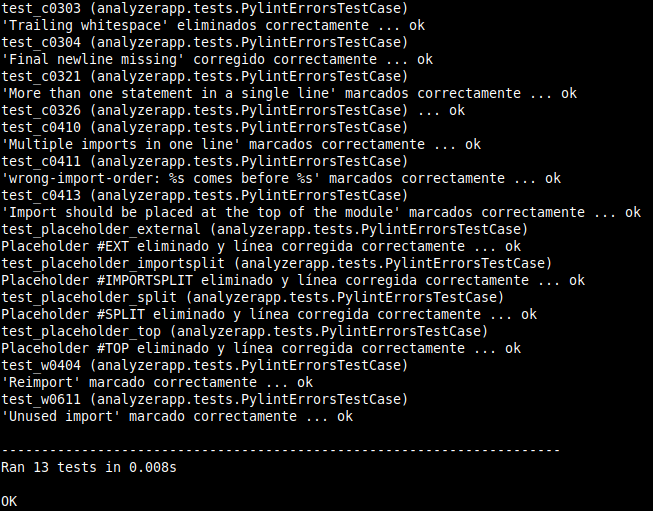 test_c0303 (analyzerapp.tests.PylintErrorsTestCase)
'Trailing whitespace' eliminados correctamente ... ok
test_c0304 (analyzerapp.tests.PylintErrorsTestCase)
'Final newline missing' corregido correctamente ... ok
test_c0321 (analyzerapp.tests.PylintErrorsTestCase)
'More than one statement in a single line' marcados correctamente ... ok
test_c0326 (analyzerapp.tests.PylintErrorsTestCase) ... ok
test_c0410 (analyzerapp.tests.PylintErrorsTestCase)
'Multiple imports in one line' marcados correctamente ... ok
test_c0411 (analyzerapp.tests.PylintErrorsTestCase)
'wrong-import-order: %s comes before %s' marcados correctamente ... ok
test_c0413 (analyzerapp.tests.PylintErrorsTestCase)
'Import should be placed at the top of the module' marcados correctamente ... ok
test_placeholder_external (analyzerapp.tests.PylintErrorsTestCase)
Placeholder #EXT eliminado y línea corregida correctamente ... ok
test_placeholder_importsplit (analyzerapp.tests.PylintErrorsTestCase)
Placeholder #IMPORTSPLIT eliminado y línea corregida correctamente ... ok
test_placeholder_split (analyzerapp.tests.PylintErrorsTestCase)
Placeholder #SPLIT eliminado y línea corregida correctamente ... ok
test_placeholder_top (analyzerapp.tests.PylintErrorsTestCase)
Placeholder #TOP eliminado y línea corregida correctamente ... ok
test_w0404 (analyzerapp.tests.PylintErrorsTestCase)
'Reimport' marcado correctamente ... ok
test_w0611 (analyzerapp.tests.PylintErrorsTestCase)
'Unused import' marcado correctamente ... ok
----------------------------------------------------------------------
Ran 13 tests in 0.008s
OK